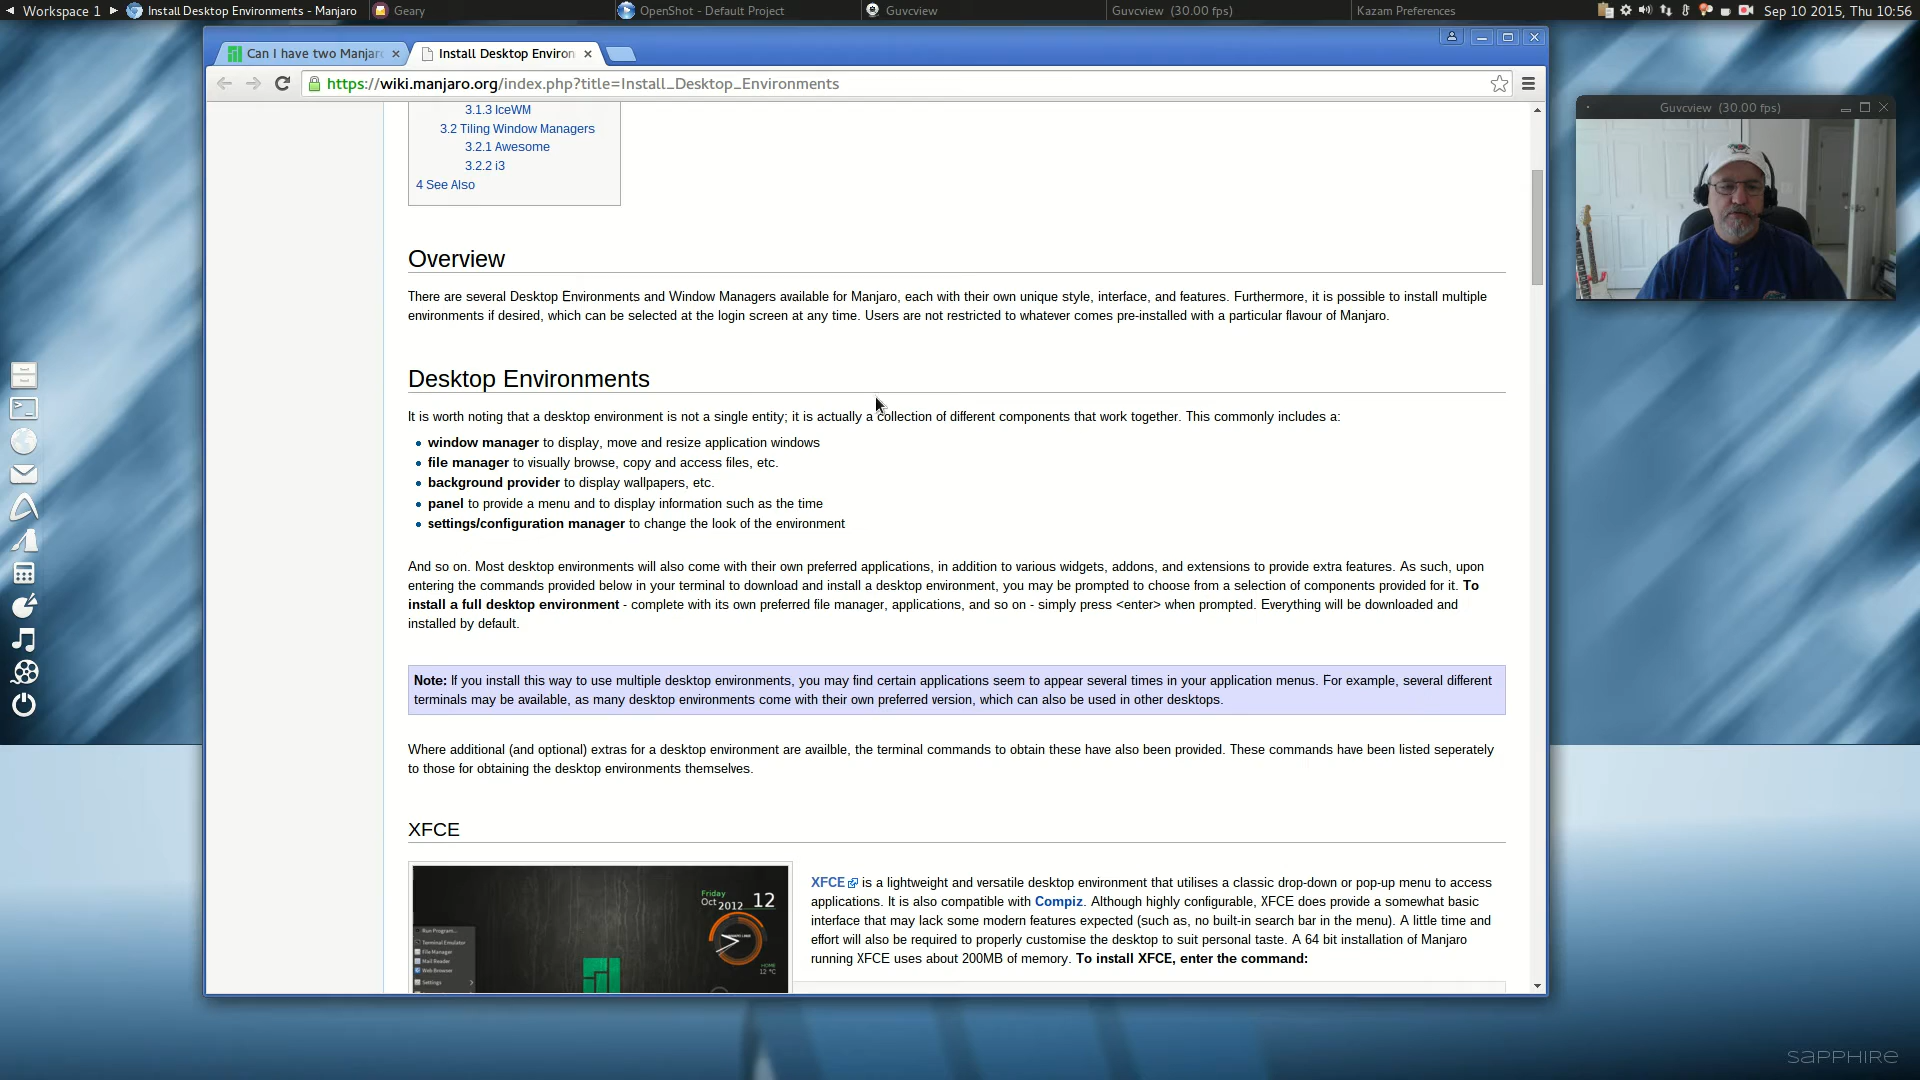 Workspace 1
Install Desktop Environments - Manjaro
Geary
OpenShot - Default Project
Guvcview
Guvcview (30.00 fps)
Kazam Preferences
Sep 10 2015, Thu 10:56
Can I have two Manjar
Install Desktop Environ
https://wiki.manjaro.org/index.php?title=Install_Desktop_Environments
Guvcview (30.00 fps)
3.1.3 IceWM
3.2 Tiling Window Managers
3.2.1 Awesome
3.2.2 i3
4 See Also
Overview
There are several Desktop Environments and Window Managers available for Manjaro, each with their own unique style, interface, and features. Furthermore, it is possible to install multiple
environments if desired, which can be selected at the login screen at any time. Users are not restricted to whatever comes pre-installed with a particular flavour of Manjaro.
Desktop Environments
It is worth noting that a desktop environment is not a single entity; it is actually a collection of different components that work together. This commonly includes a:
window manager to display, move and resize application windows
file manager to visually browse, copy and access files, etc.
background provider to display wallpapers, etc.
panel to provide a menu and to display information such as the time
settings/configuration manager to change the look of the environment
And so on. Most desktop environments will also come with their own preferred applications, in addition to various widgets, addons, and extensions to provide extra features. As such, upon
entering the commands provided below in your terminal to download and install a desktop environment, you may be prompted to choose from a selection of components provided for it. To
install a full desktop environment - complete with its own preferred file manager, applications, and so on - simply press <enter> when prompted. Everything will be downloaded and
installed by default.
Note: If you install this way to use multiple desktop environments, you may find certain applications seem to appear several times in your application menus. For example, several different
terminals may be available, as many desktop environments come with their own preferred version, which can also be used in other desktops.
Where additional (and optional) extras for a desktop environment are availble, the terminal commands to obtain these have also been provided. These commands have been listed seperately
to those for obtaining the desktop environments themselves.
XFCE
XFCE is a lightweight and versatile desktop environment that utilises a classic drop-down or pop-up menu to access
applications. It is also compatible with Compiz. Although highly configurable, XFCE does provide a somewhat basic
interface that may lack some modern features expected (such as, no built-in search bar in the menu). A little time and
effort will also be required to properly customise the desktop to suit personal taste. A 64 bit installation of Manjaro
running XFCE uses about 200MB of memory. To install XFCE, enter the command:
Friday
Oct 2012 12
HOME
12 °C
Run Program...
Terminal Emulator
File Manager
Mail Reader
Web Browser
Settings
SAPPHIRE